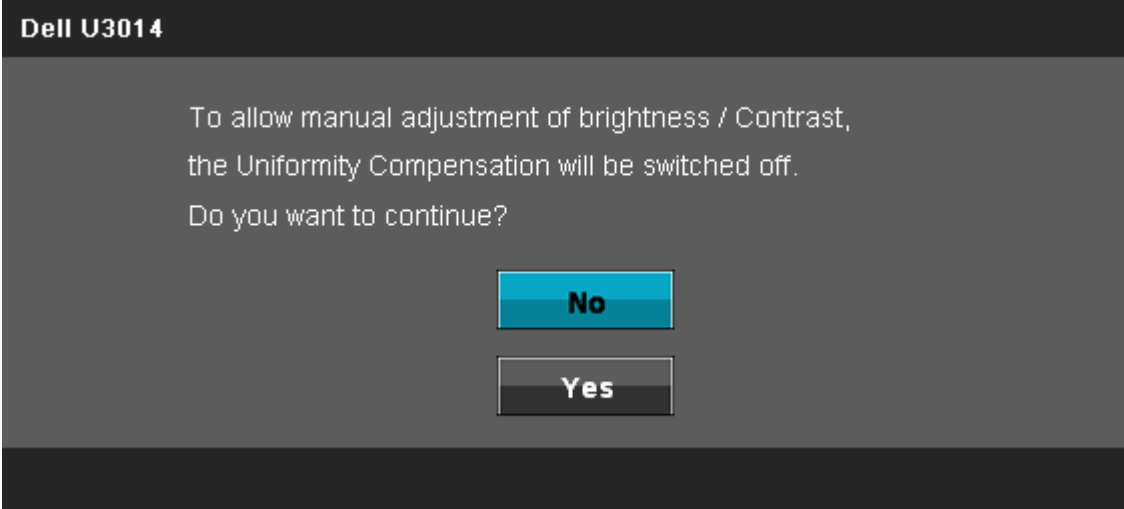 Dell U3014
To allow manual adjustment of brightness / Contrast,
the Uniformity Compensation will be switched off.
Do you want to continue?
No
Yes